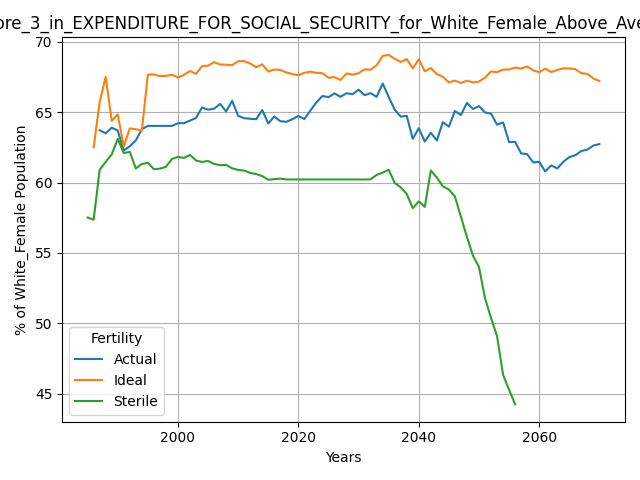 ore_3_in_EXPENDITURE_FOR_SOCIAL_SECURITY_for_White_Female_Above_Ave
70
65
60
55
50
45
% of White_Female Population
Fertility
Actual
Ideal
Sterile
2000
2020
2040
2060
Years